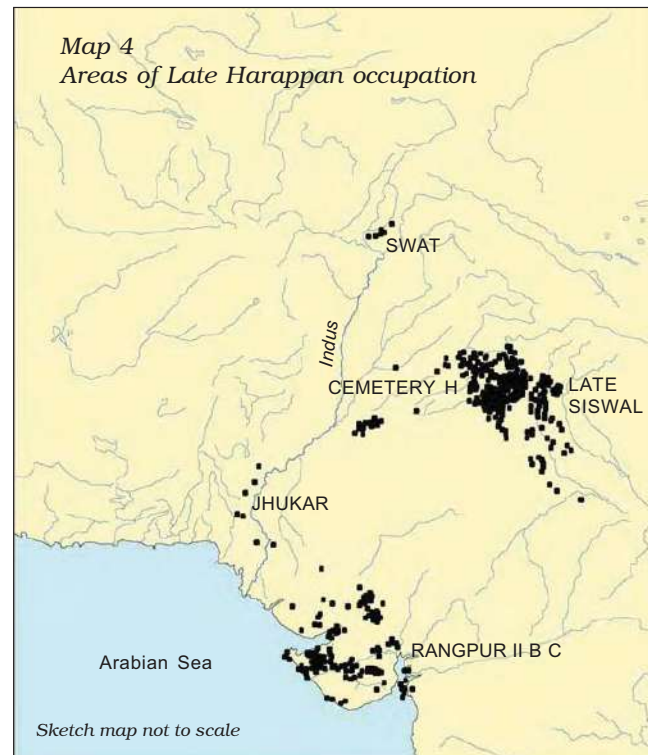 Map 4
Areas of Late Harappan occupation
SWAT
Indus
CEMETERY H
LATE
SISWAL
JHUKAR
RANGPUR II B C
Arabian Sea
Sketch map not to scale